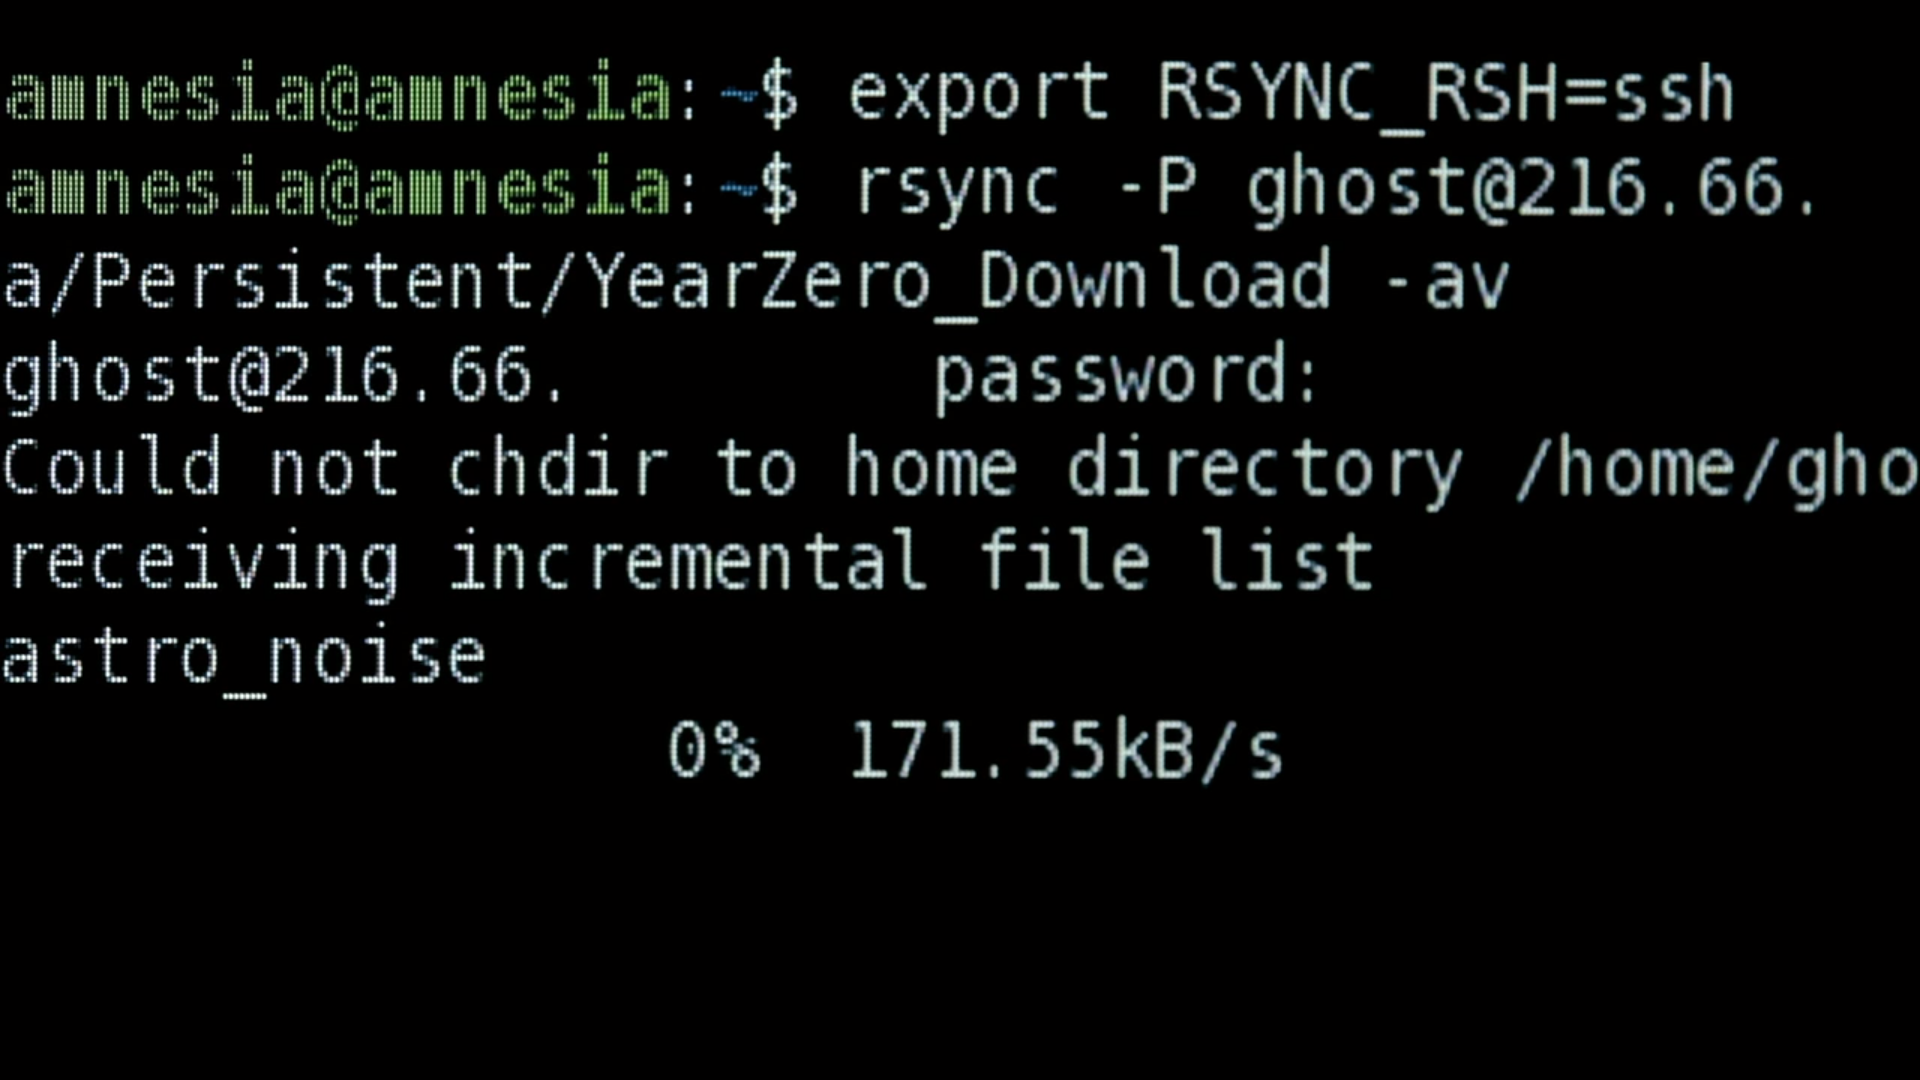 amnesia@amnesia:~$ export RSYNC_RSH=ssh
amnesia@amnesia:~$ rsync -P ghost@216.66.
a/Persistent/YearZero_Download -av
ghost@216.66. password:
Could not chdir to home directory /home/gho
receiving incremental file list
astro_noise
0% 171.55kB/s